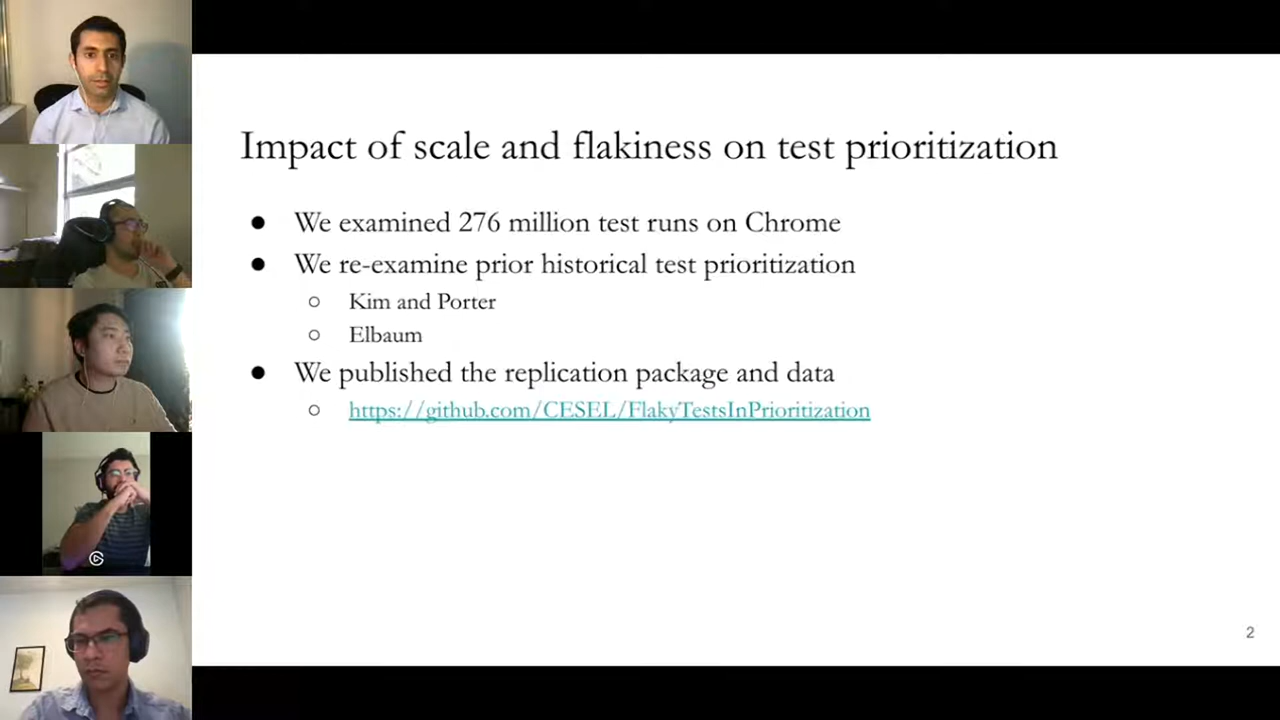 Impact of scale and flakiness on test prioritization
● We examined 276 million test runs on Chrome
● We re-examine prior historical test prioritization
○ Kim and Porter
○ Elbaum
● We published the replication package and data
○ https://github.com/CESEL/FlakyTestsInPrioritization
2